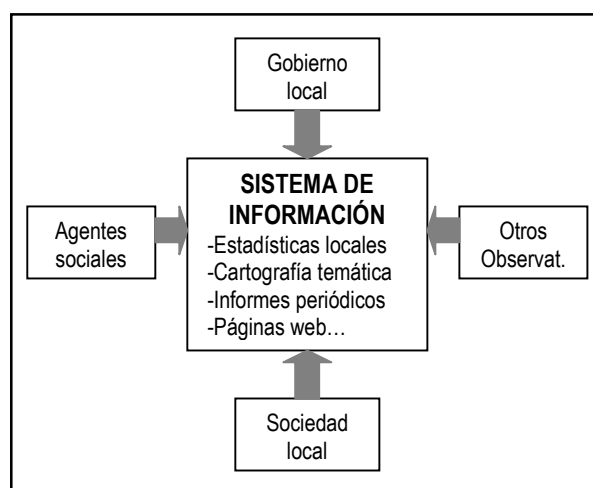 Gobierno
local
SISTEMA DE
INFORMACIÓN
-Estadísticas locales
-Cartografía temática
-Informes periódicos
-Páginas web…
Agentes
sociales
Otros
Observat.
Sociedad
local